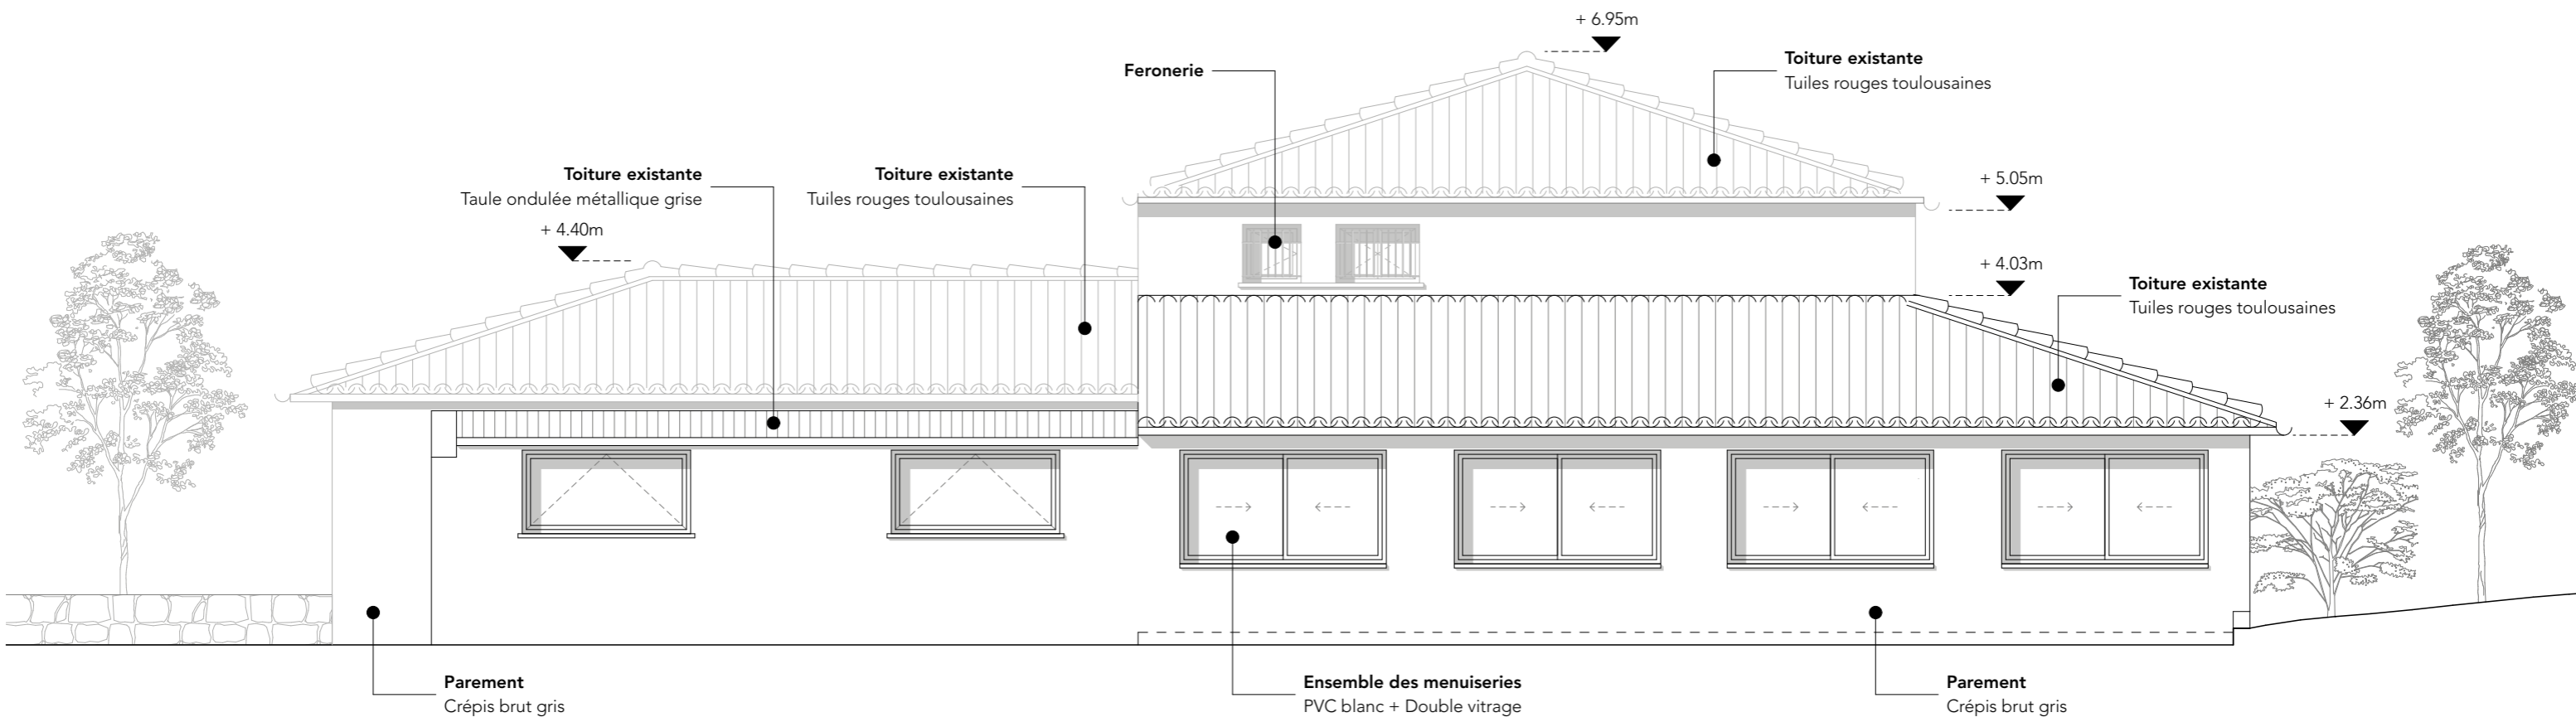 + 6.95m
Feronerie
Toiture existante
Tuiles rouges toulousaines
Toiture existante
Taule ondulée métallique grise
Toiture existante
Tuiles rouges toulousaines
+ 5.05m
+ 4.40m
+ 4.03m
Toiture existante
Tuiles rouges toulousaines
+ 2.36m
Parement
Crépis brut gris
Ensemble des menuiseries
PVC blanc + Double vitrage
Parement
Crépis brut gris